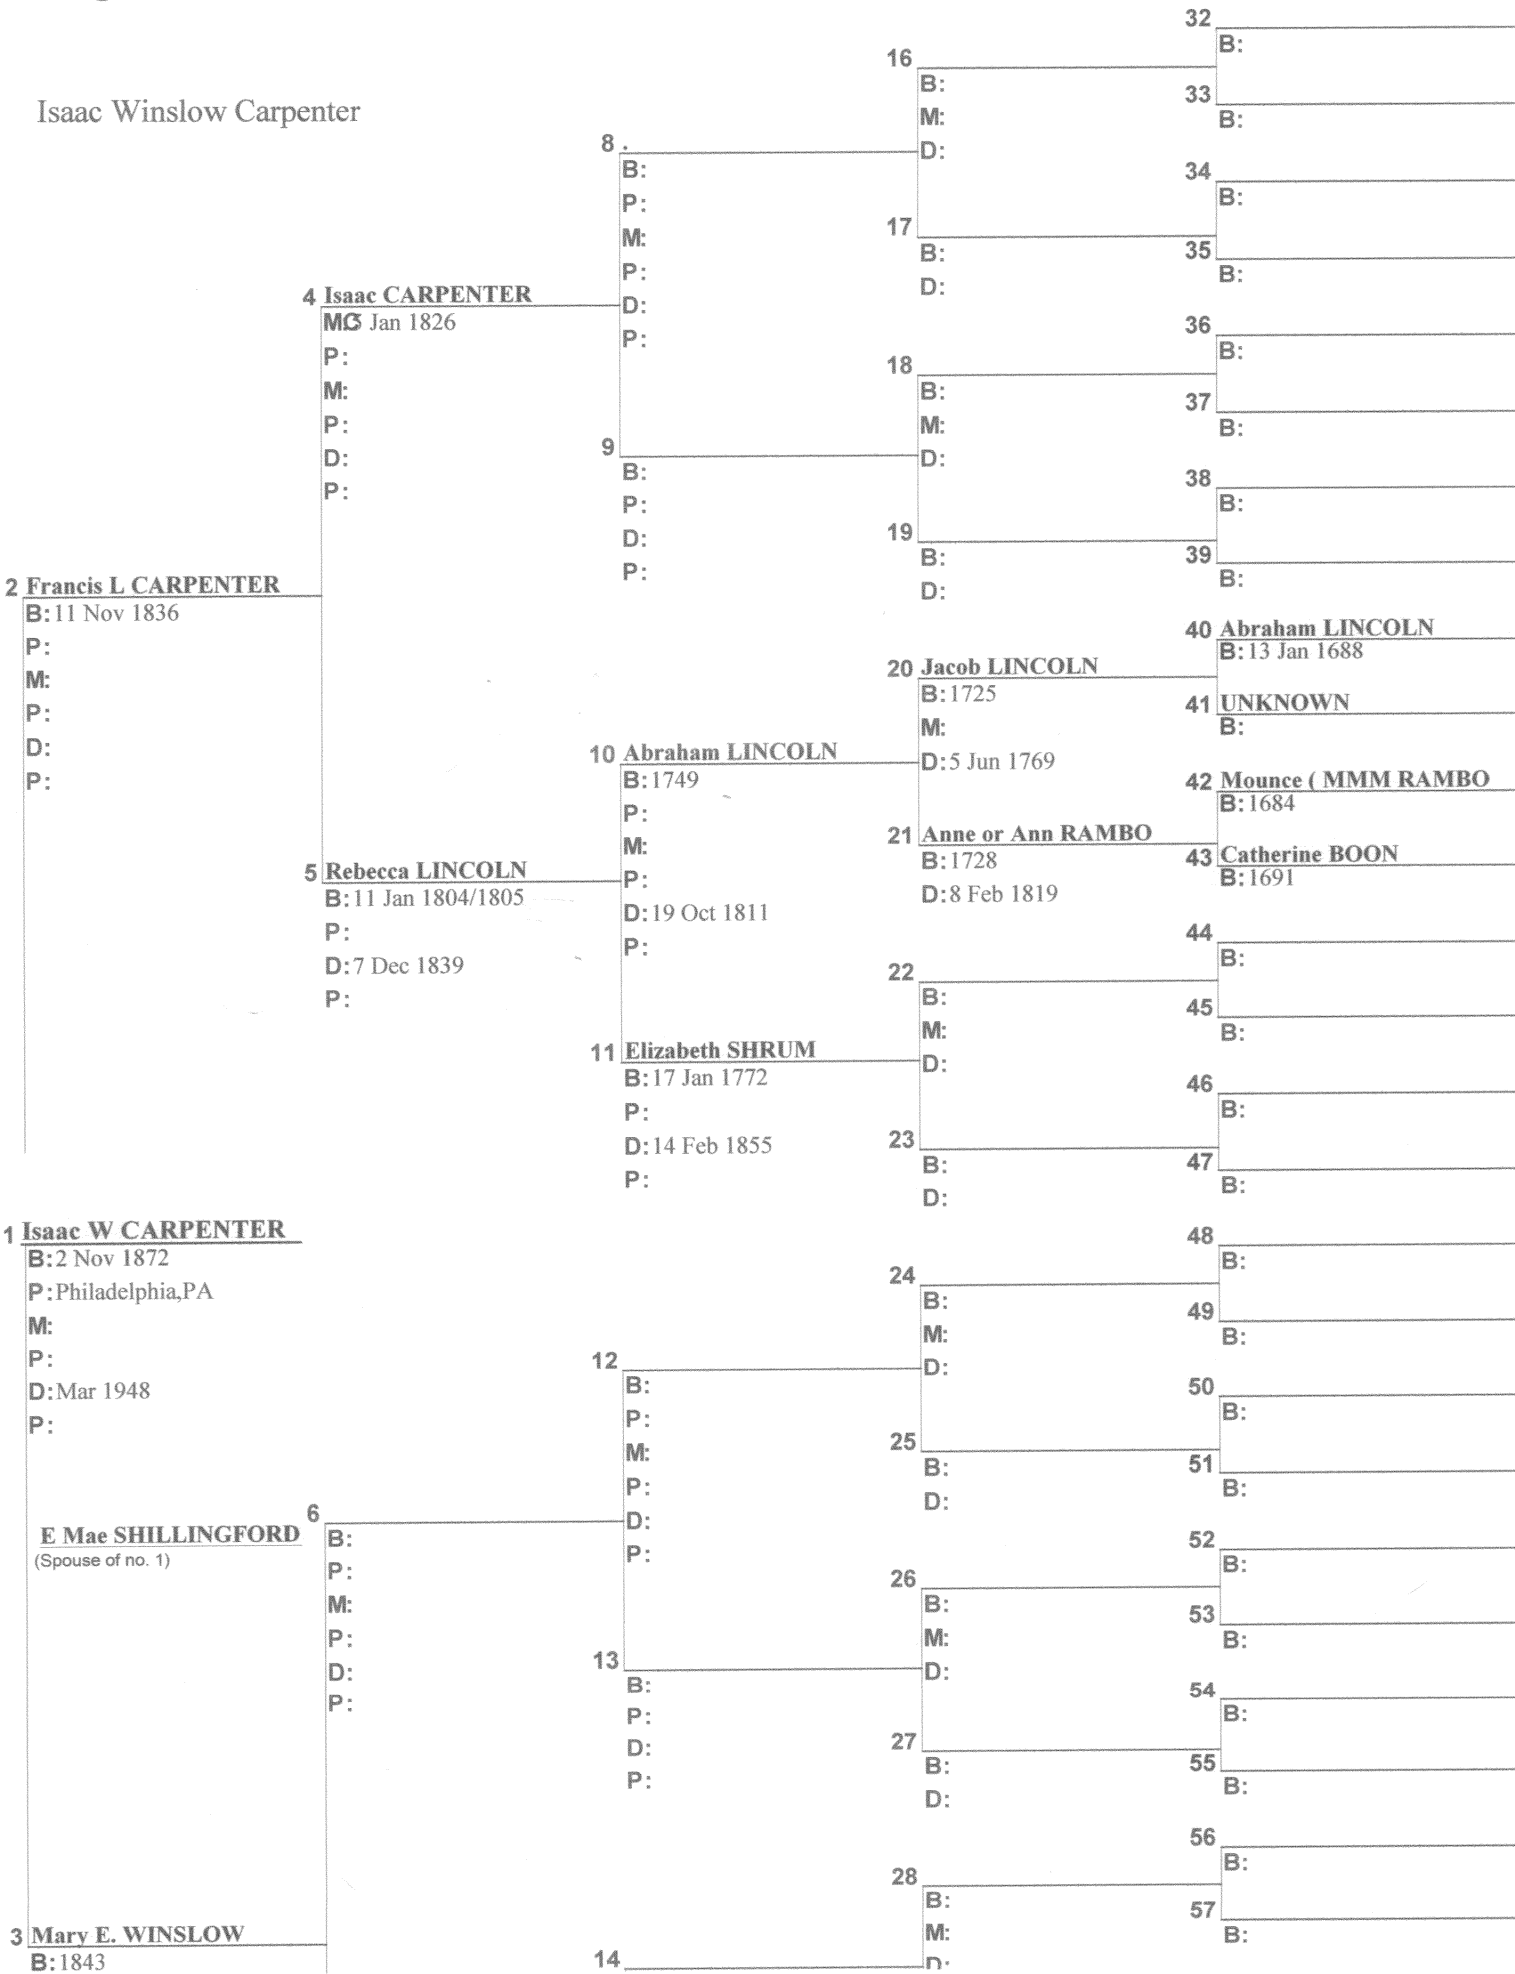 Isaac Winslow Carpenter
1 Isaac W CARPENTER
B: 2 Nov 1872
P: Philadelphia,PA
M:
P:
D: Mar 1948
P:
E Mae SHILLINGFORD
(Spouse of no. 1)
2 Francis L CARPENTER
B: 11 Nov 1836
P:
M:
P:
D:
P:
3 Mary E. WINSLOW
B: 1843
4 Isaac CARPENTER
Jan 1826
P:
M:
P:
D:
P:
5 Rebecca LINCOLN
B: 11 Jan 1804/1805
P:
D: 7 Dec 1839
P:
6
B:
P:
M:
P:
D:
P:
8 .
B:
P:
M:
P:
D:
P:
9
B:
P:
D:
P:
10 Abraham LINCOLN
B: 1749
P:
M:
P:
D: 19 Oct 1811
P:
11 Elizabeth SHRUM
B: 17 Jan 1772
P:
D: 14 Feb 1855
P:
12
B:
P:
M:
P:
D:
P:
13
B:
P:
D:
P:
14
16
B:
M:
D:
17
B:
D:
18
B:
M:
D:
19
B:
D:
20 Jacob LINCOLN
B: 1725
M:
D: 5 Jun 1769
21 Anne or Ann RAMBO
B: 1728
D: 8 Feb 1819
22
B:
M:
D:
23
B:
D:
24
B:
M:
D:
25
B:
D:
26
B:
M:
D:
27
B:
D:
28
B:
M:
D:
32
B:
33
B:
34
B:
35
B:
36
B:
37
B:
38
B:
39
B:
40 Abraham LINCOLN
B: 13 Jan 1688
41 UNKNOWN
B:
42 Mounce ( MMM RAMBO
B: 1684
43 Catherine BOON
B: 1691
44
B:
45
B:
46
B:
47
B:
48
B:
49
B:
50
B:
51
B:
52
B:
53
B:
54
B:
55
B:
56
B:
57
B: